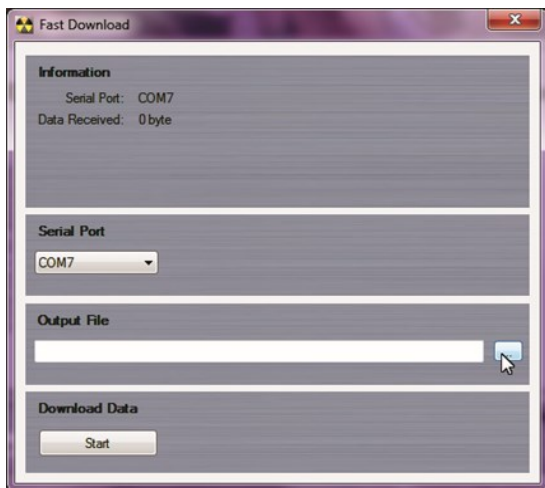 Fast Download
Information
Serial Port: COM7
Data Received: 0 byte
Serial Port
COM7
Output File
...
Download Data
Start